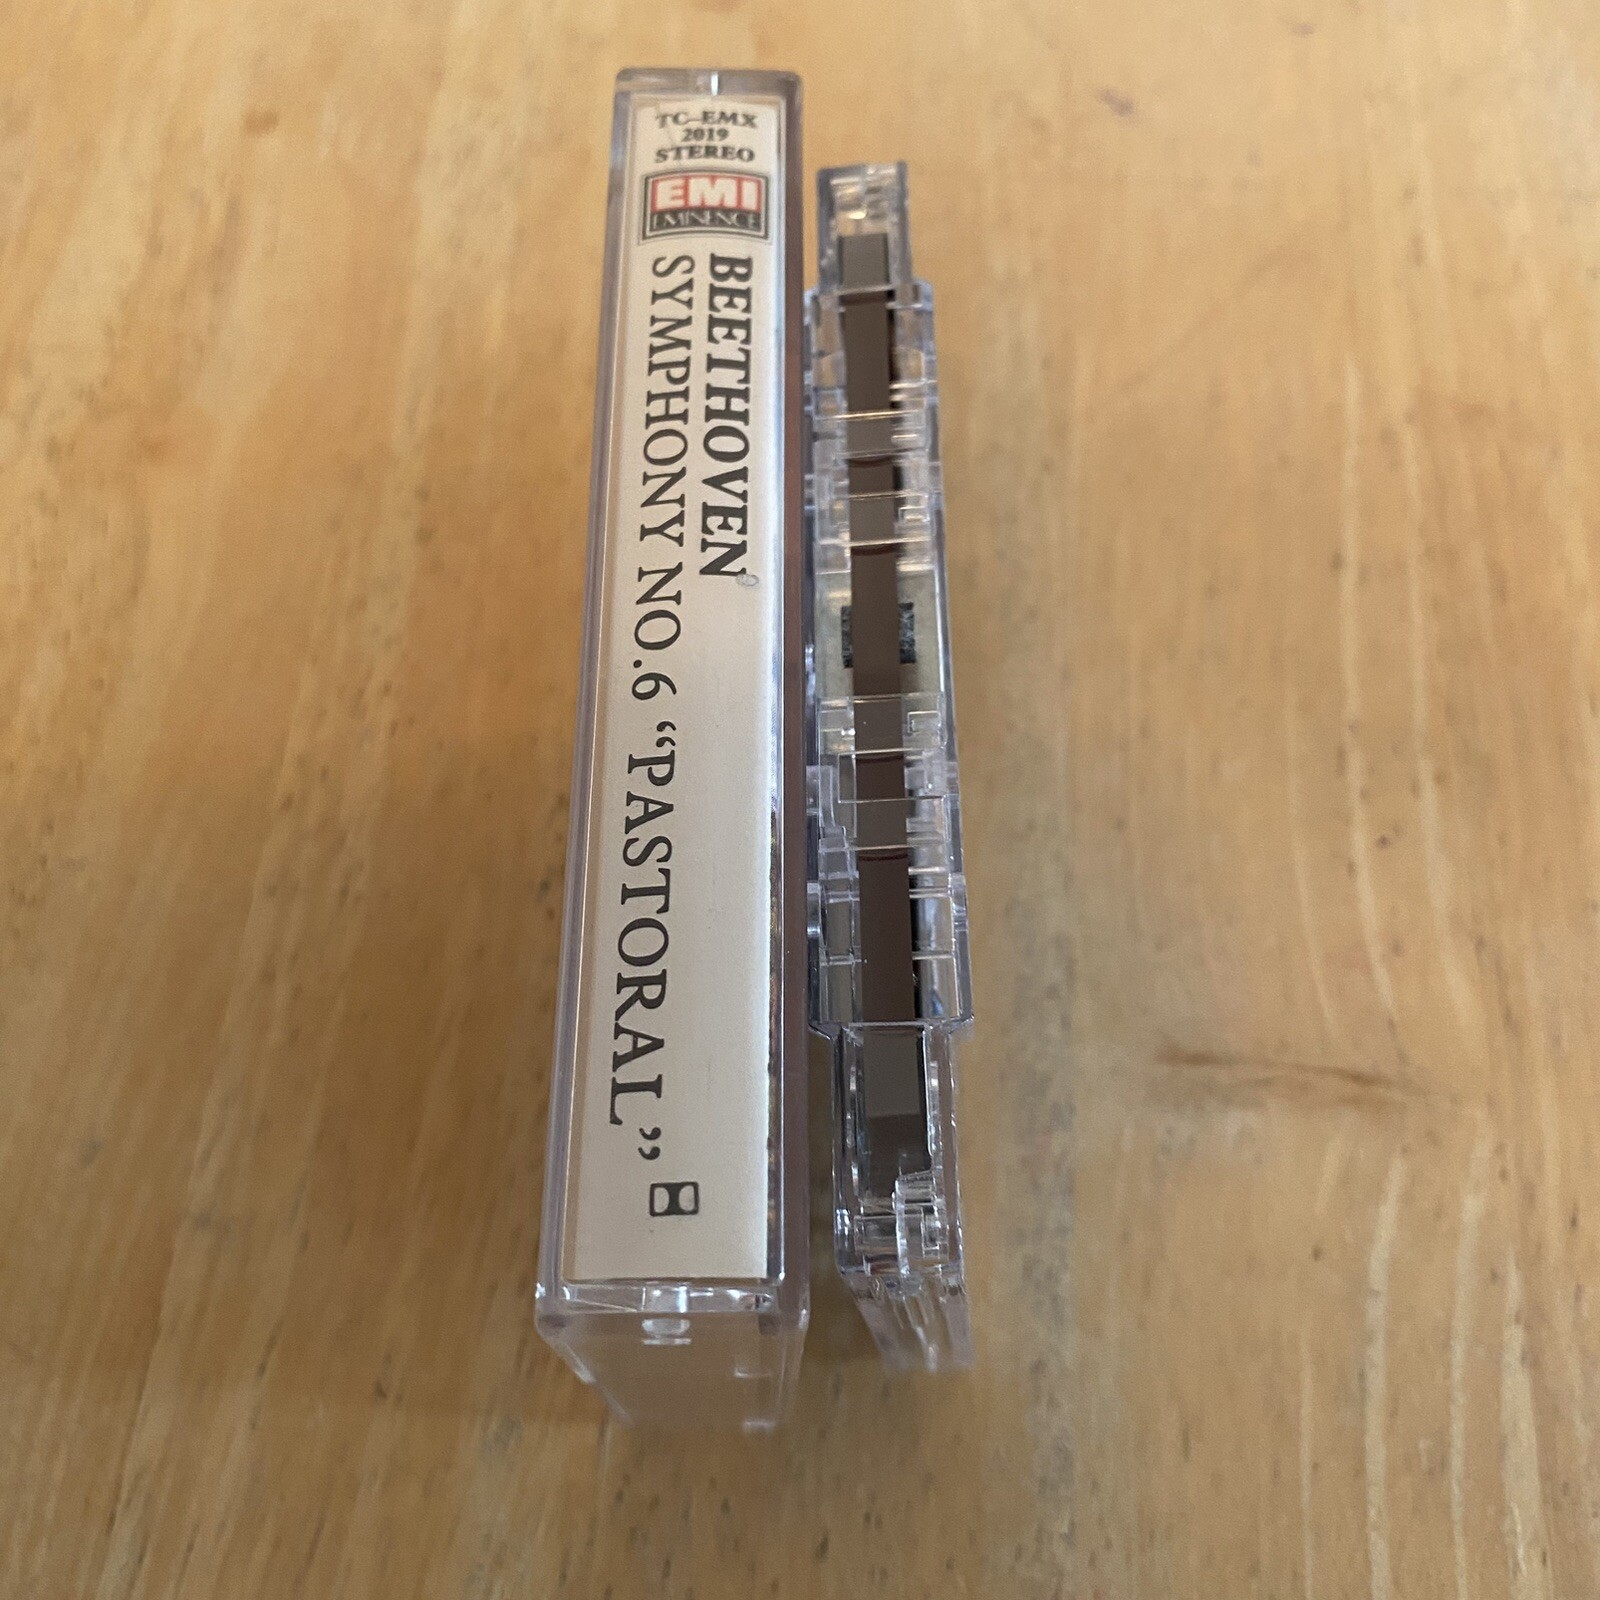 TC-EMX
2019
STEREO
EMI
EMINENCE
BEETHOVEN
SYMPHONY NO.6 “PASTORAL”